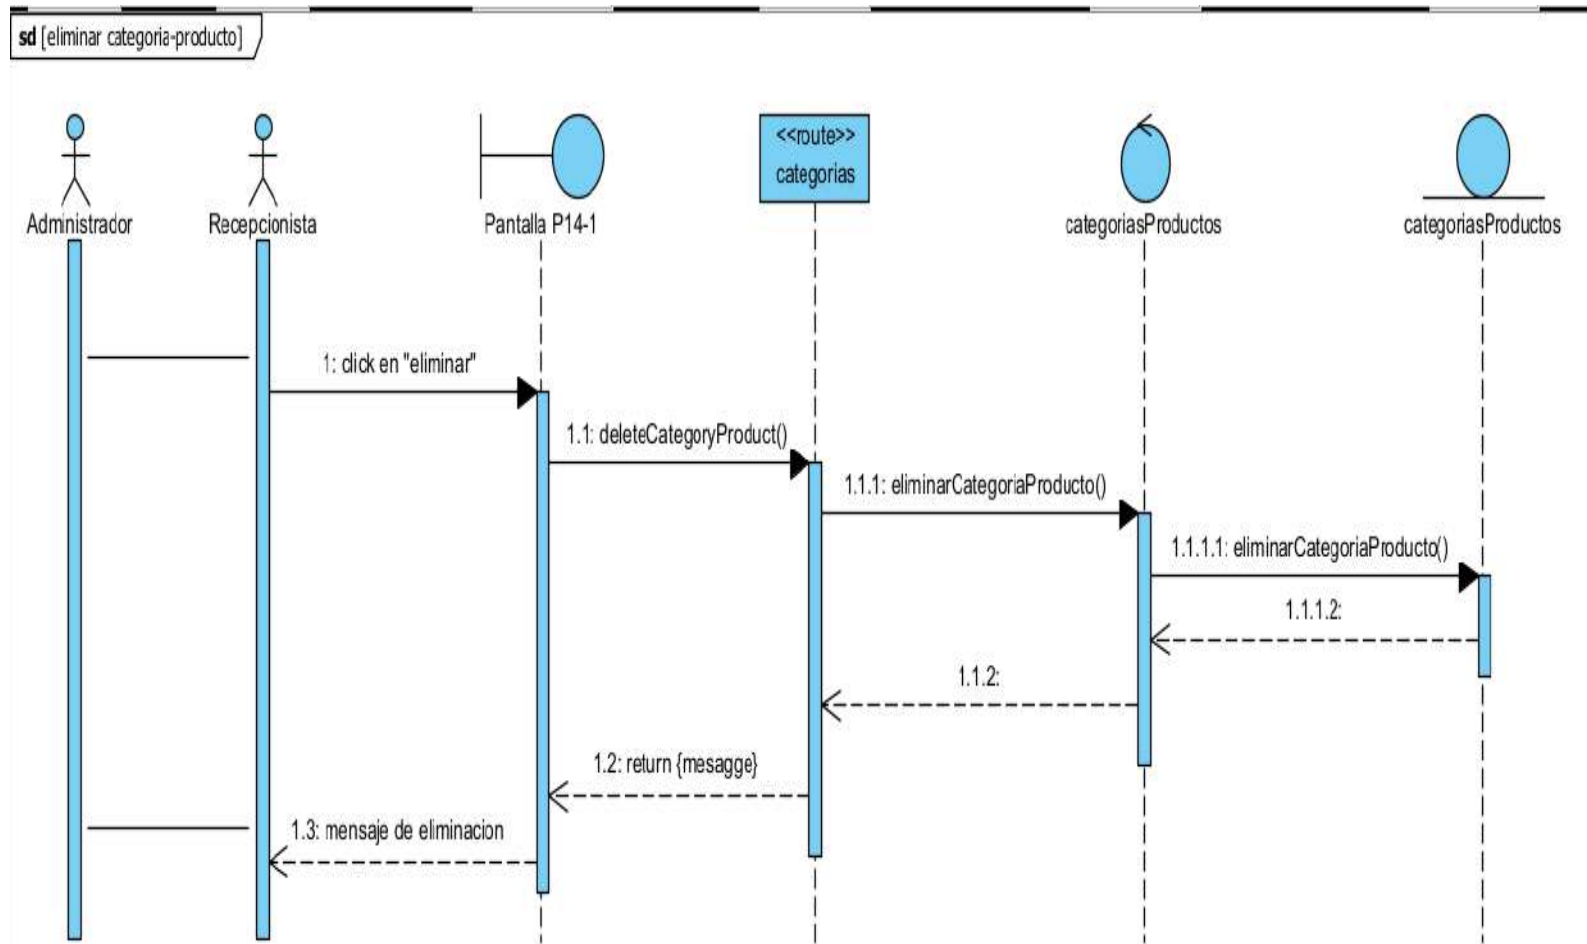 sd [eliminar categoria-producto]
<<route>>
categorias
Administrador
Recepcionista
Pantalla P14-1
categoriasProductos
categoriasProductos
1: click en "eliminar"
1.1: deleteCategoryProduct()
1.1.1: eliminarCategoriaProducto()
1.1.1.1: eliminarCategoriaProducto()
1.1.1.2:
1.1.2:
1.2: return {mesagge}
1.3: mensaje de eliminacion